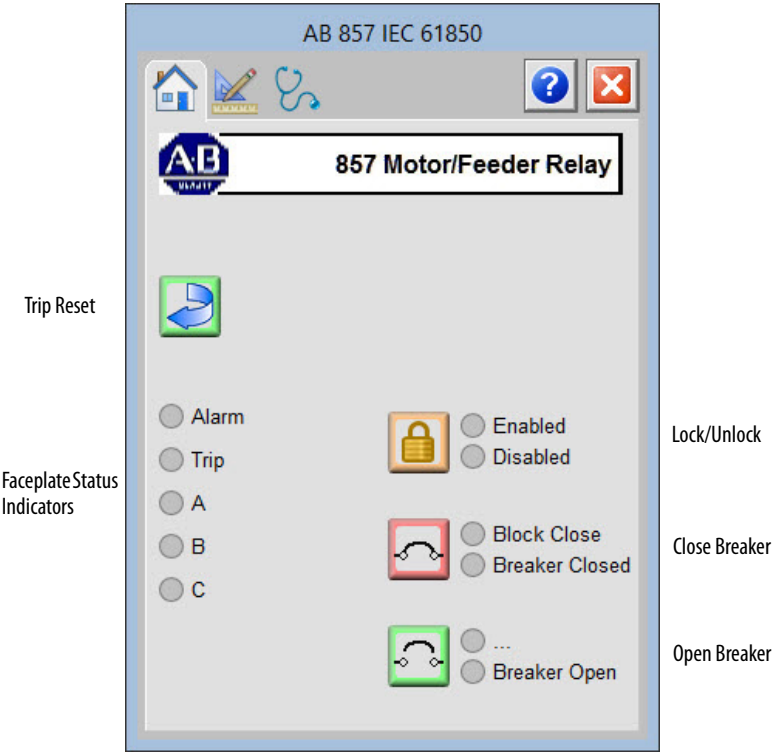 AB 857 IEC 61850
?
A·B
QUALITY
857 Motor/Feeder Relay
Trip Reset
Faceplate Status
Indicators
Alarm
Trip
A
B
C
Enabled
Disabled
Lock/Unlock
Block Close
Breaker Closed
Close Breaker
...
Breaker Open
Open Breaker